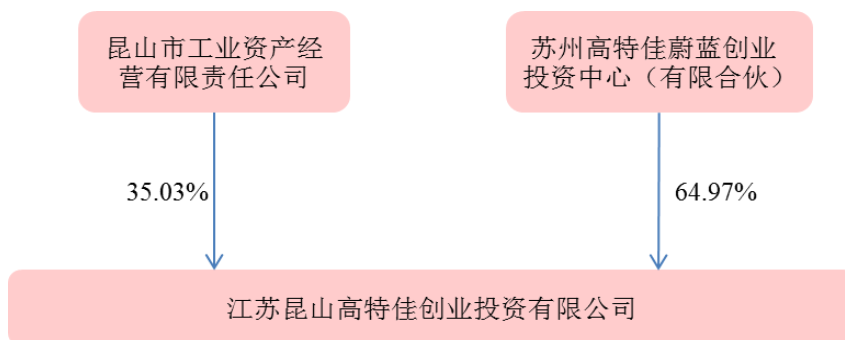 昆山市工业资产经
营有限责任公司
苏州高特佳蔚蓝创业
投资中心（有限合伙）
35.03%
64.97%
江苏昆山高特佳创业投资有限公司